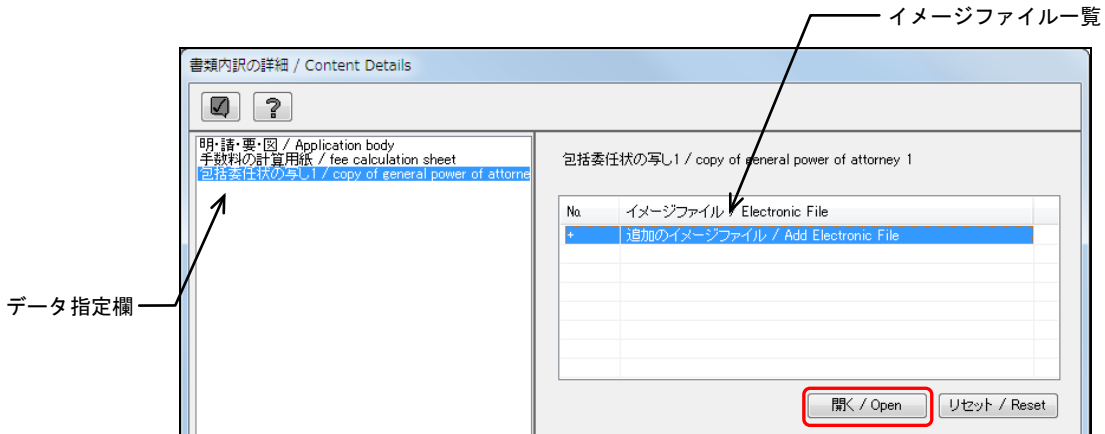 イメージファイル一覧
書類内訳の詳細 / Content Details
明・請・要・図 / Application body
手数料の計算用紙 / fee calculation sheet
包括委任状の写し1 / copy of general power of attorne
包括委任状の写し1 / copy of general power of attorney 1
No. イメージファイル / Electronic File
+ 追加のイメージファイル / Add Electronic File
データ指定欄
開く / Open リセット / Reset